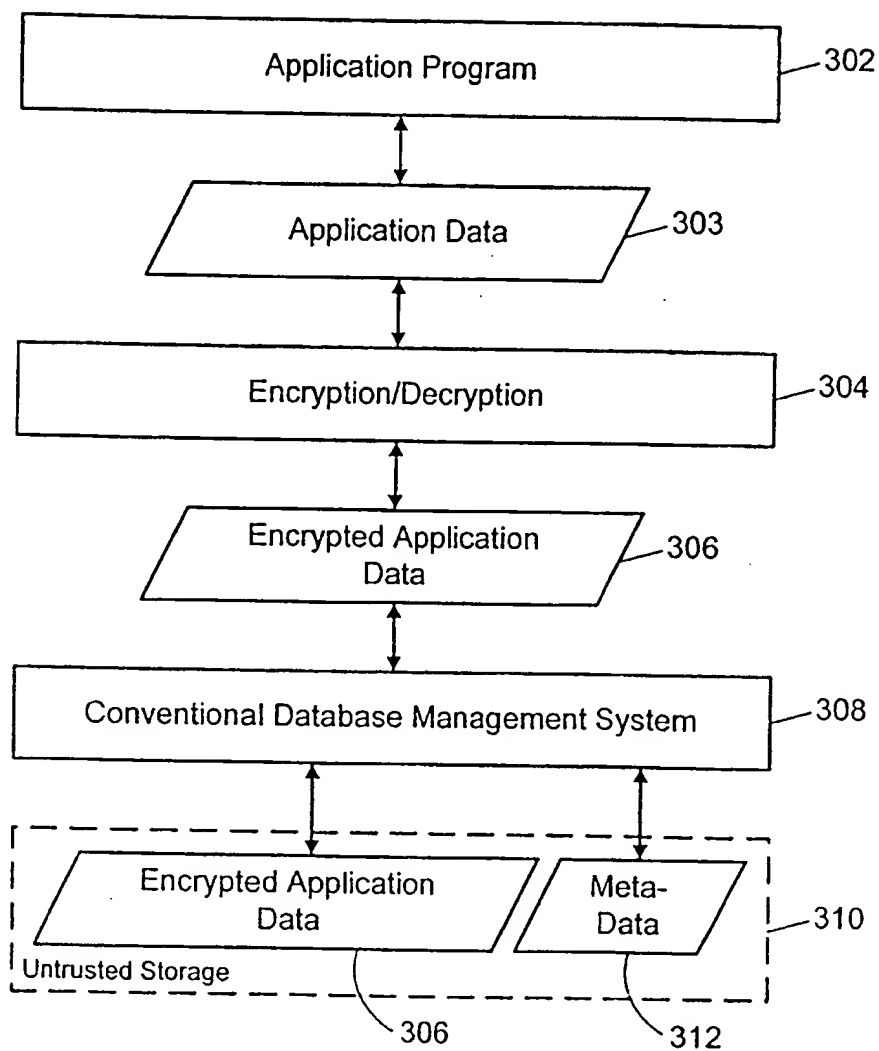 Application Program
302
Application Data
303
Encryption/Decryption
304
Encrypted Application
Data
306
Conventional Database Management System
308
Encrypted Application
Data
Meta-
Data
310
Untrusted Storage
306
312